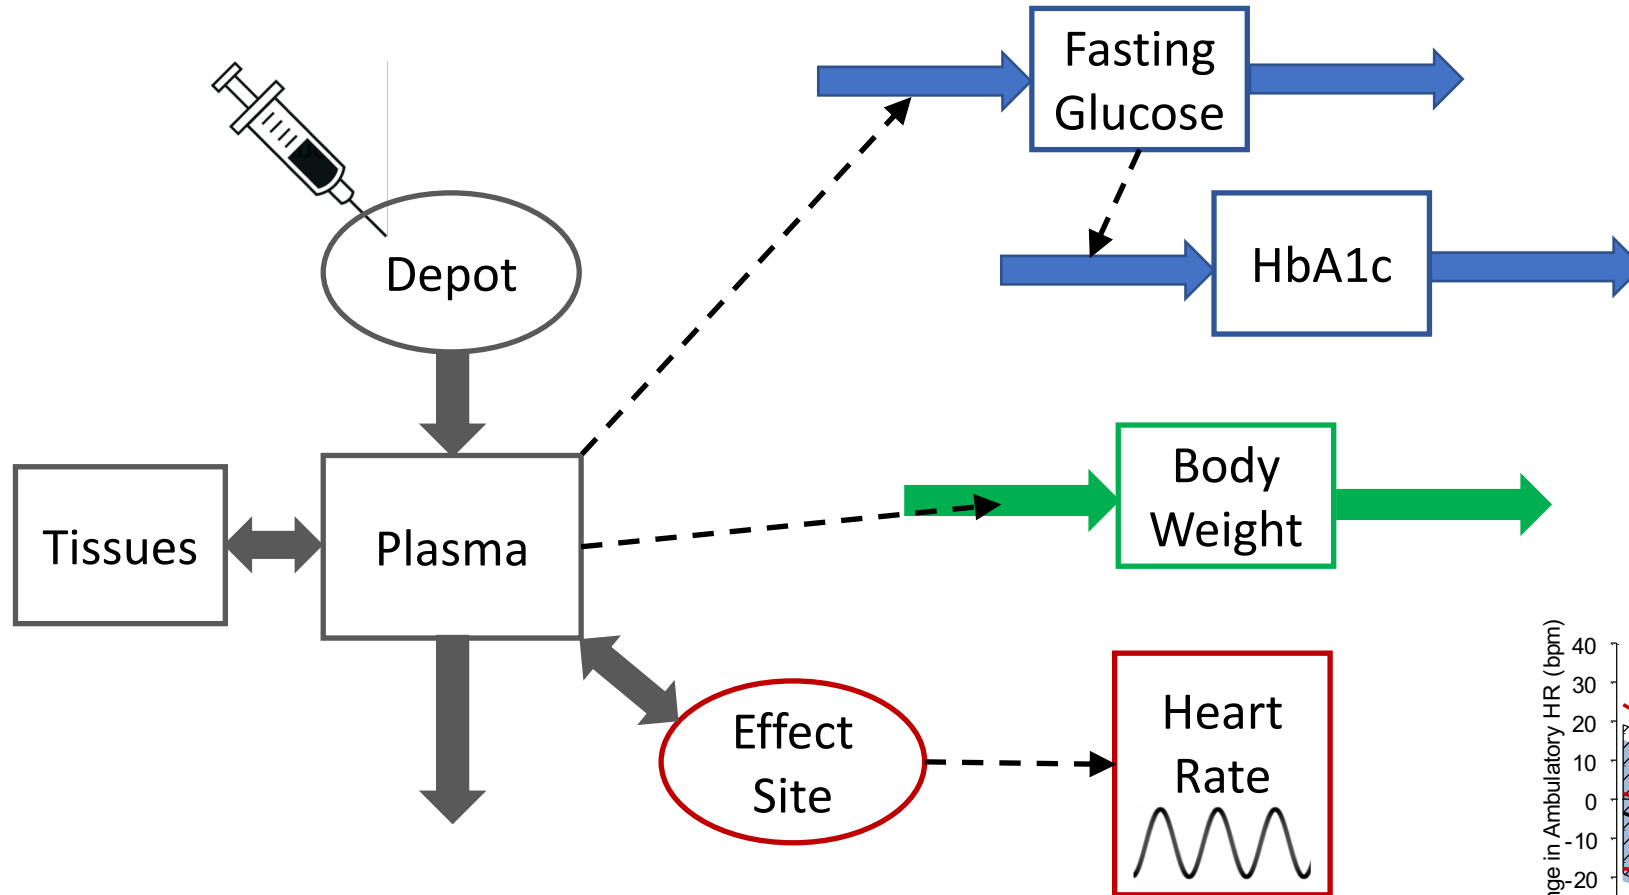 Fasting
Glucose
Depot
HbA1c
Tissues
Plasma
Body
Weight
Effect
Site
Heart
Rate
in Ambulatory HR (bpm)
40
30
20
10
0
-10
-20